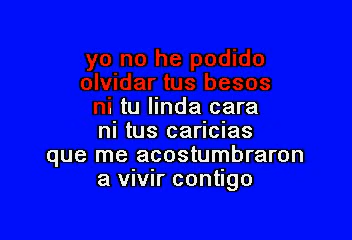 yo no he podido
olvidar tus besos
ni tu linda cara
ni tus caricias
que me acostumbraron
a vivir contigo